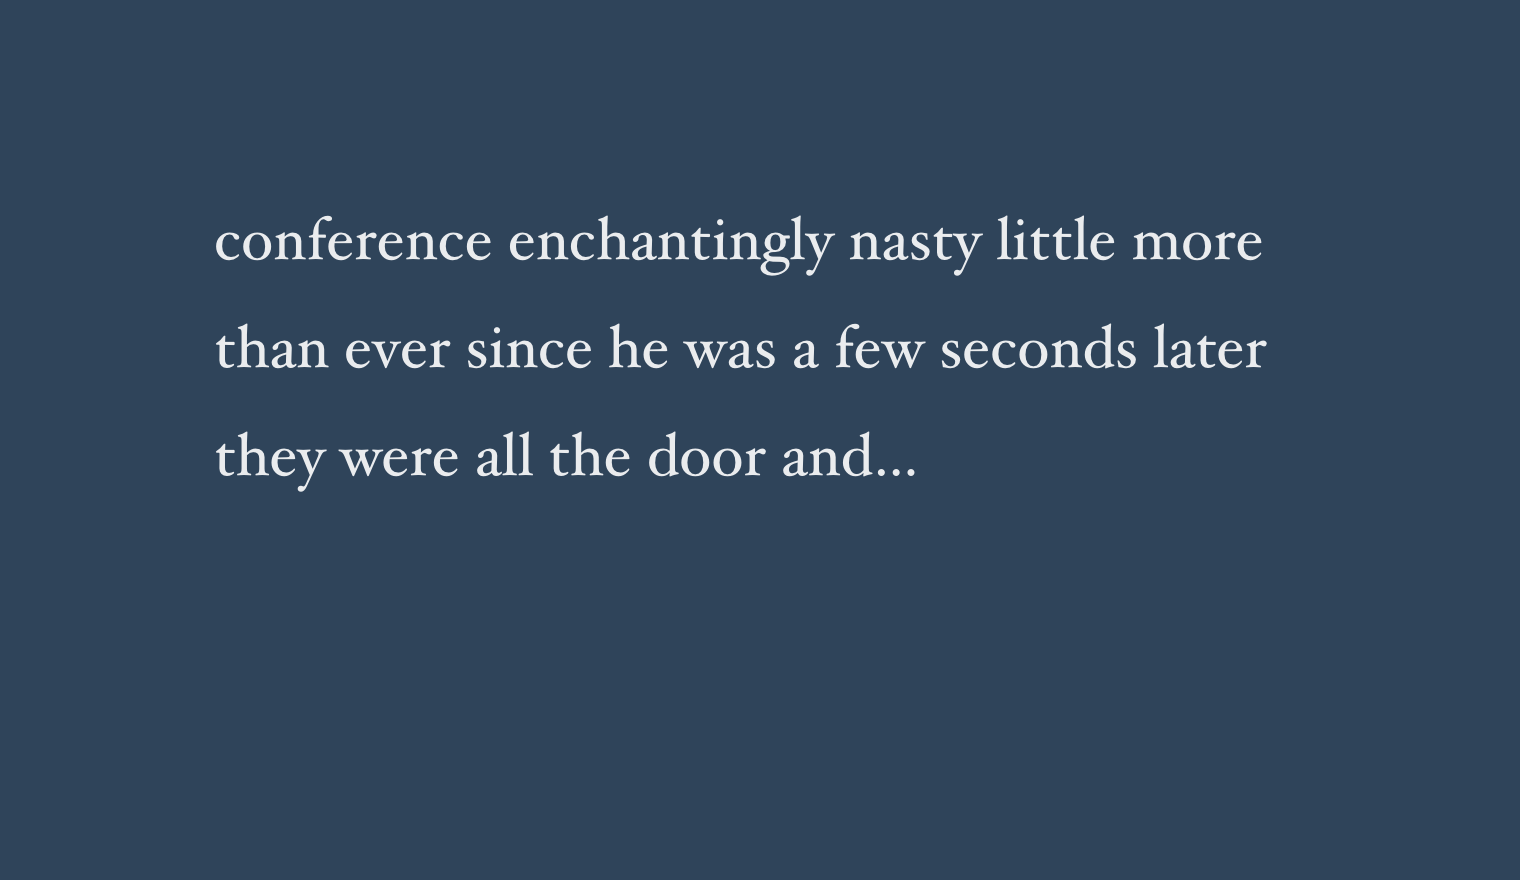 conference enchantingly nasty little more
than ever since he was a few seconds later
they were all the door and...